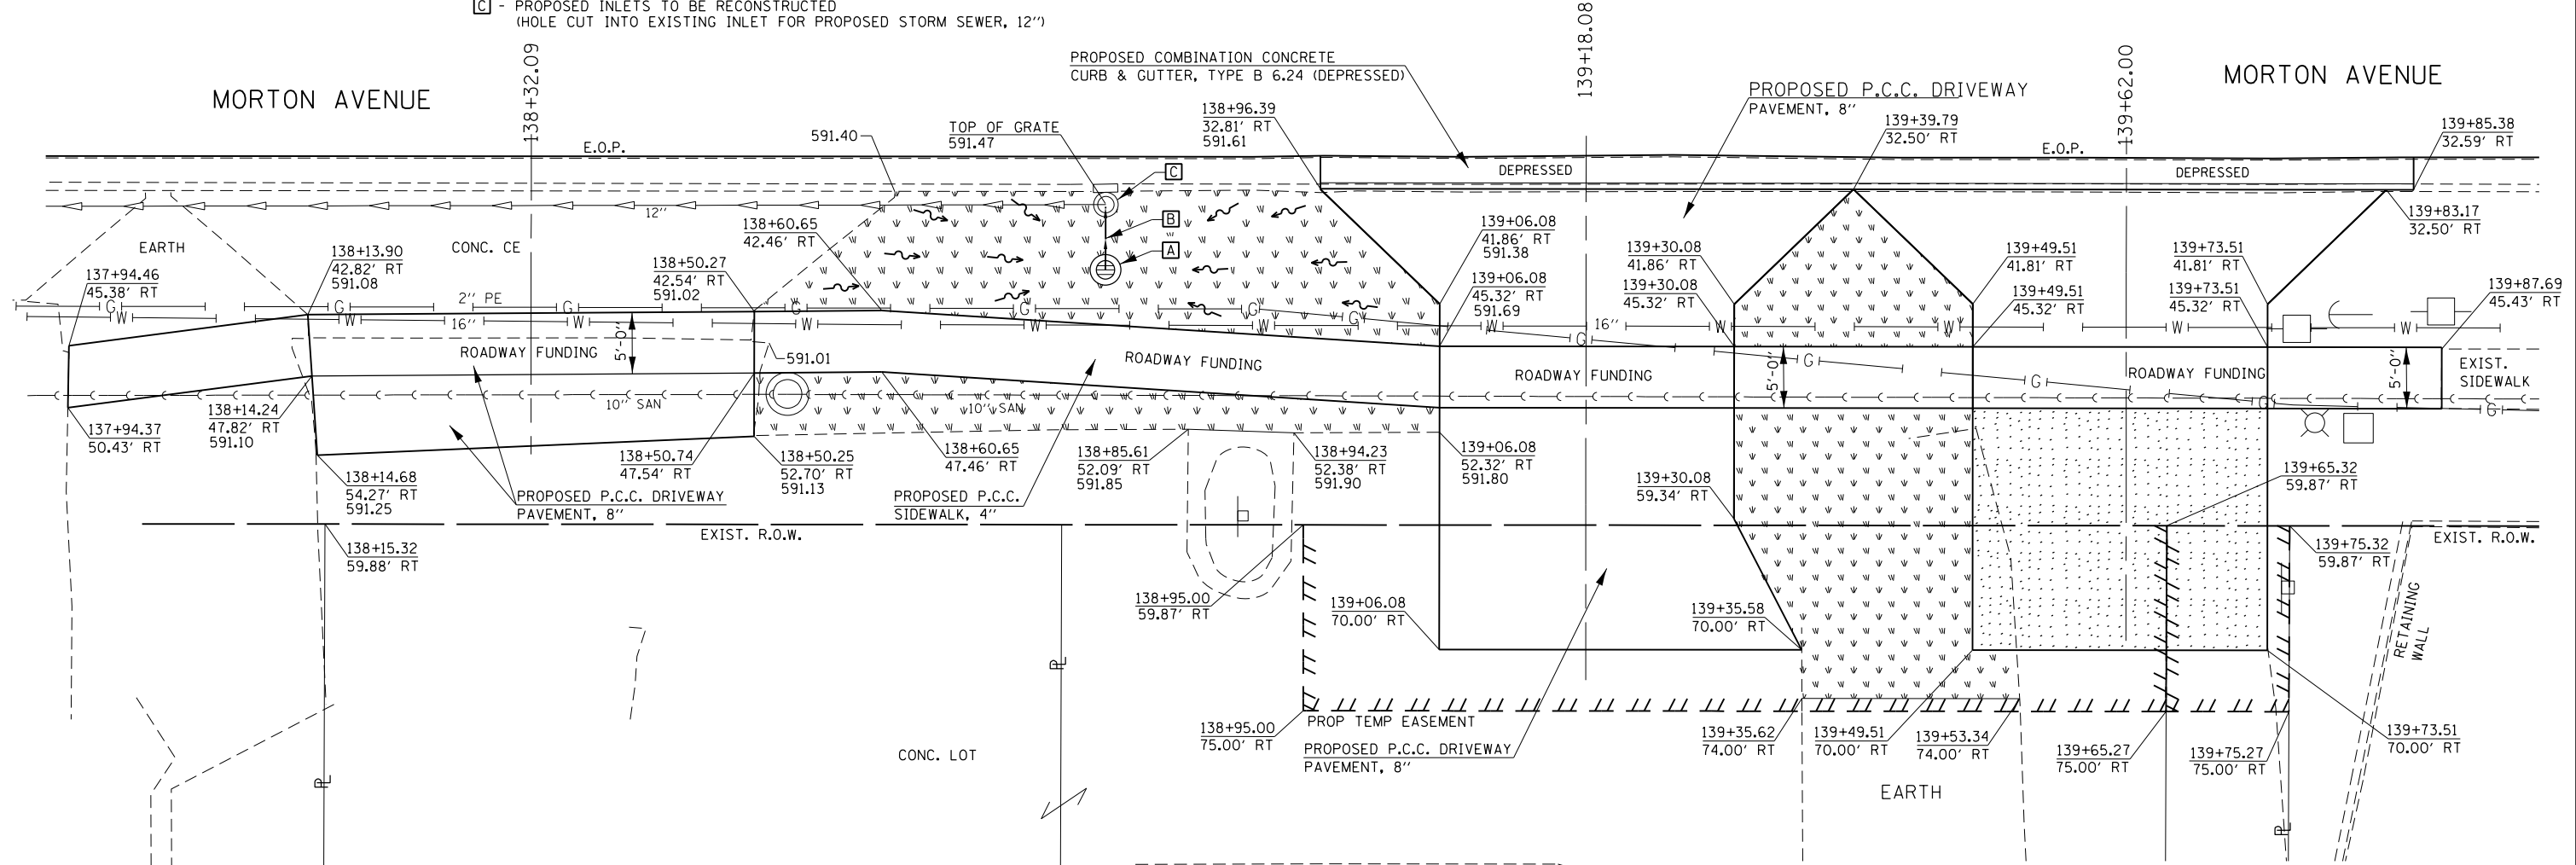 C - PROPOSED INLETS TO BE RECONSTRUCTED
(HOLE CUT INTO EXISTING INLET FOR PROPOSED STORM SEWER, 12")
MORTON AVENUE
138+32.09
PROPOSED COMBINATION CONCRETE
CURB & GUTTER, TYPE B 6.24 (DEPRESSED)
139+18.08
PROPOSED P.C.C. DRIVEWAY
PAVEMENT, 8"
139+62.00
MORTON AVENUE
E.O.P.
591.40
TOP OF GRATE
591.47
138+96.39
32.81' RT
591.61
139+39.79
32.50' RT
E.O.P.
139+85.38
32.59' RT
C
DEPRESSED
DEPRESSED
12"
B
A
EARTH
CONC. CE
138+60.65
42.46' RT
139+06.08
41.86' RT
591.38
139+30.08
41.86' RT
139+49.51
41.81' RT
139+73.51
41.81' RT
139+83.17
32.50' RT
137+94.46
45.38' RT
138+13.90
42.82' RT
591.08
138+50.27
42.54' RT
591.02
139+06.08
45.32' RT
591.69
139+30.08
45.32' RT
139+49.51
45.32' RT
139+73.51
45.32' RT
139+87.69
45.43' RT
G
G
2" PE
G
G
G
G
G
G
G
G
G
G
W
W
16"
W
W
W
W
W
16"
W
W
W
W
ROADWAY FUNDING
5'-0"
591.01
ROADWAY FUNDING
ROADWAY FUNDING
5'-0"
ROADWAY FUNDING
5'-0"
EXIST.
SIDEWALK
10" SAN
10" SAN
137+94.37
50.43' RT
138+14.24
47.82' RT
591.10
138+14.68
54.27' RT
591.25
138+50.74
47.54' RT
138+50.25
52.70' RT
591.13
138+60.65
47.46' RT
138+85.61
52.09' RT
591.85
138+94.23
52.38' RT
591.90
139+06.08
52.32' RT
591.80
139+30.08
59.34' RT
139+65.32
59.87' RT
PROPOSED P.C.C. DRIVEWAY
PAVEMENT, 8"
PROPOSED P.C.C.
SIDEWALK, 4"
EXIST. R.O.W.
EXIST. R.O.W.
138+15.32
59.88' RT
139+75.32
59.87' RT
138+95.00
59.87' RT
139+06.08
70.00' RT
139+35.58
70.00' RT
RETAINING
WALL
PL
PL
PL
138+95.00
75.00' RT
PROP TEMP EASEMENT
PROPOSED P.C.C. DRIVEWAY
PAVEMENT, 8"
139+35.62
74.00' RT
139+49.51
70.00' RT
139+53.34
74.00' RT
139+65.27
75.00' RT
139+75.27
75.00' RT
139+73.51
70.00' RT
CONC. LOT
EARTH